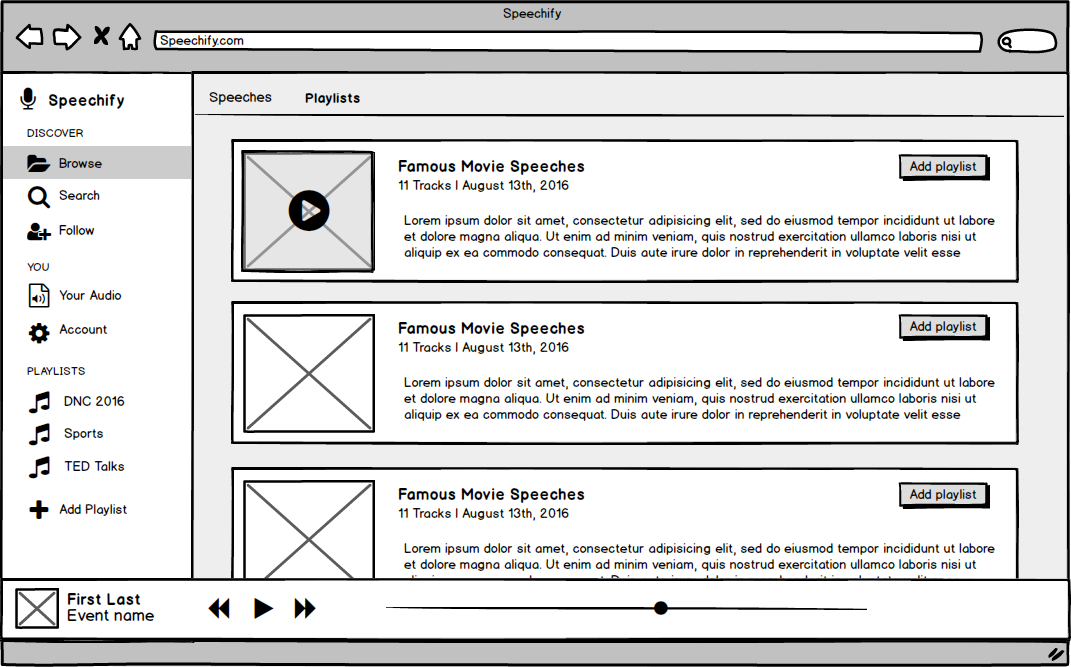 Speechify
Speechify.com
Speechify
DISCOVER
Browse
Search
Follow
YOU
Your Audio
Account
PLAYLISTS
DNC 2016
Sports
TED Talks
Add Playlist
Speeches
Playlists
Famous Movie Speeches
Add playlist
11 Tracks | August 13th, 2016
Lorem ipsum dolor sit amet, consectetur adipisicing elit, sed do eiusmod tempor incididunt ut labore
et dolore magna aliqua. Ut enim ad minim veniam, quis nostrud exercitation ullamco laboris nisi ut
aliquip ex ea commodo consequat. Duis aute irure dolor in reprehenderit in voluptate velit esse
Famous Movie Speeches
Add playlist
11 Tracks | August 13th, 2016
Lorem ipsum dolor sit amet, consectetur adipisicing elit, sed do eiusmod tempor incididunt ut labore
et dolore magna aliqua. Ut enim ad minim veniam, quis nostrud exercitation ullamco laboris nisi ut
aliquip ex ea commodo consequat. Duis aute irure dolor in reprehenderit in voluptate velit esse
Famous Movie Speeches
Add playlist
11 Tracks | August 13th, 2016
Lorem ipsum dolor sit amet, consectetur adipisicing elit, sed do eiusmod tempor incididunt ut labore
et dolore magna aliqua. Ut enim ad minim veniam, quis nostrud exercitation ullamco laboris nisi ut
First Last
Event name